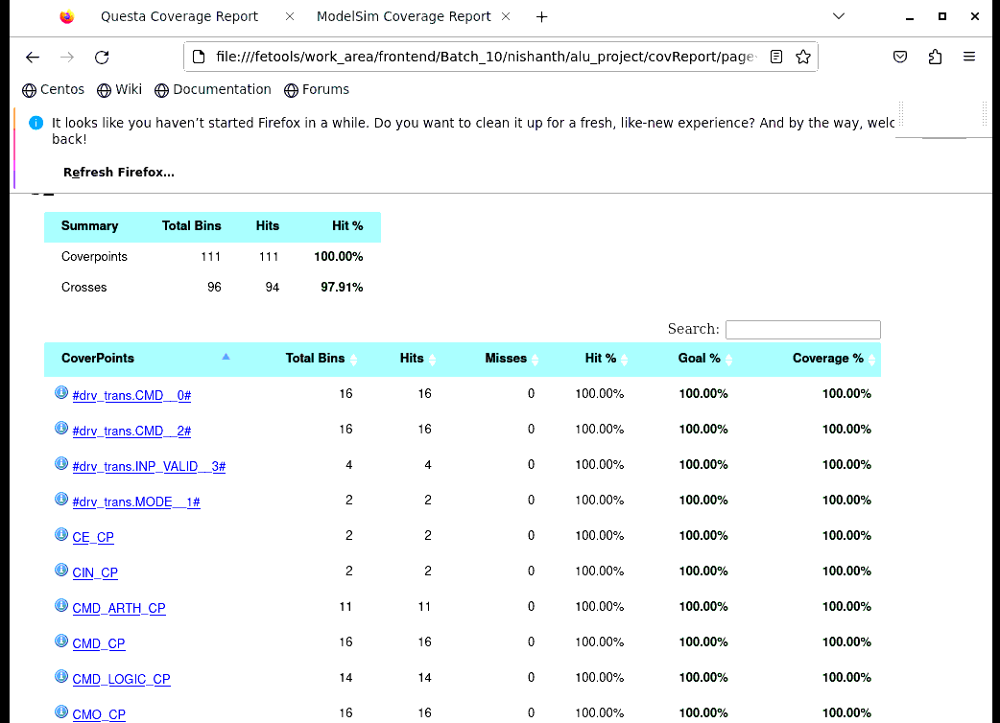 Questa Coverage Report
ModelSim Coverage Report
file:///fetools/work_area/frontend/Batch_10/nishanth/alu_project/covReport/page
Centos Wiki Documentation Forums
It looks like you haven’t started Firefox in a while. Do you want to clean it up for a fresh, like-new experience? And by the way,
back!
Refresh Firefox...
Summary Total Bins Hits Hit %
Coverpoints 111 111 100.00%
Crosses 96 94 97.91%
Search:
CoverPoints Total Bins Hits Misses Hit % Goal % Coverage %
#drv_trans.CMD__0# 16 16 0 100.00% 100.00% 100.00%
#drv_trans.CMD__2# 16 16 0 100.00% 100.00% 100.00%
#drv_trans.INP_VALID__3# 4 4 0 100.00% 100.00% 100.00%
#drv_trans.MODE__1# 2 2 0 100.00% 100.00% 100.00%
CE_CP 2 2 0 100.00% 100.00% 100.00%
CIN_CP 2 2 0 100.00% 100.00% 100.00%
CMD_ARTH_CP 11 11 0 100.00% 100.00% 100.00%
CMD_CP 16 16 0 100.00% 100.00% 100.00%
CMD_LOGIC_CP 14 14 0 100.00% 100.00% 100.00%
CMO_CP 16 16 0 100.00% 100.00% 100.00%